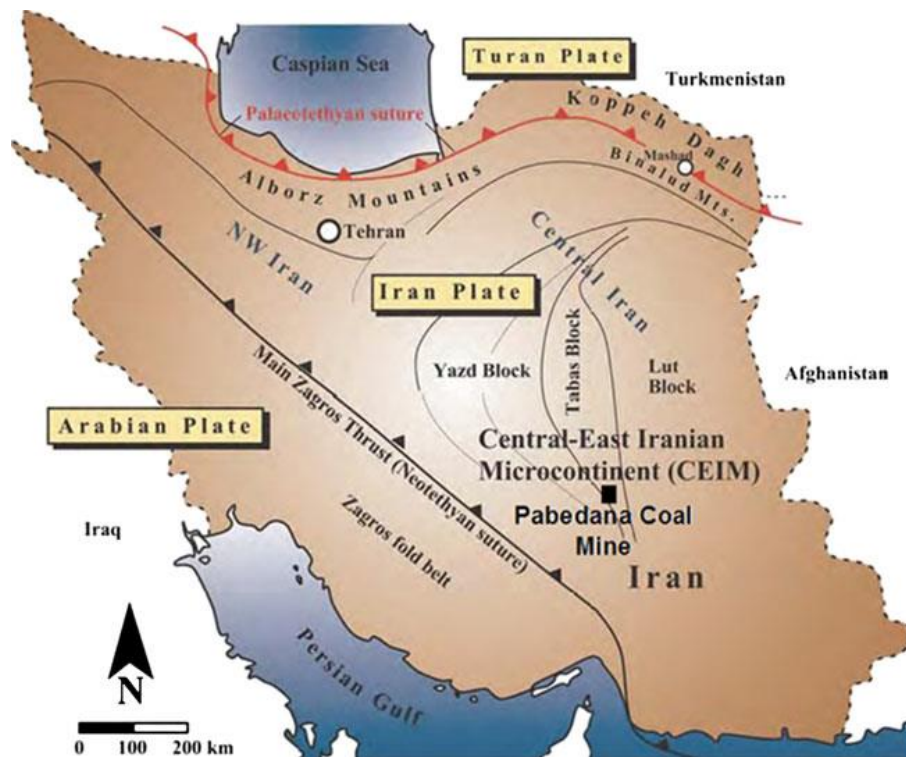 Caspian Sea
Turan Plate
Turkmenistan
Palaeotethyan suture
Koppeh Dagh
Mashad
Binalud Mts.
Alborz Mountains
Tehran
NW Iran
Central Iran
Iran Plate
Yazd Block
Tabas Block
Lut
Block
Afghanistan
Arabian Plate
Main Zagros Thrust (Neotethyan suture)
Central-East Iranian
Microcontinent (CEIM)
Pabedana Coal
Mine
Iraq
Zagros fold belt
Iran
Persian Gulf
N
0 100 200 km